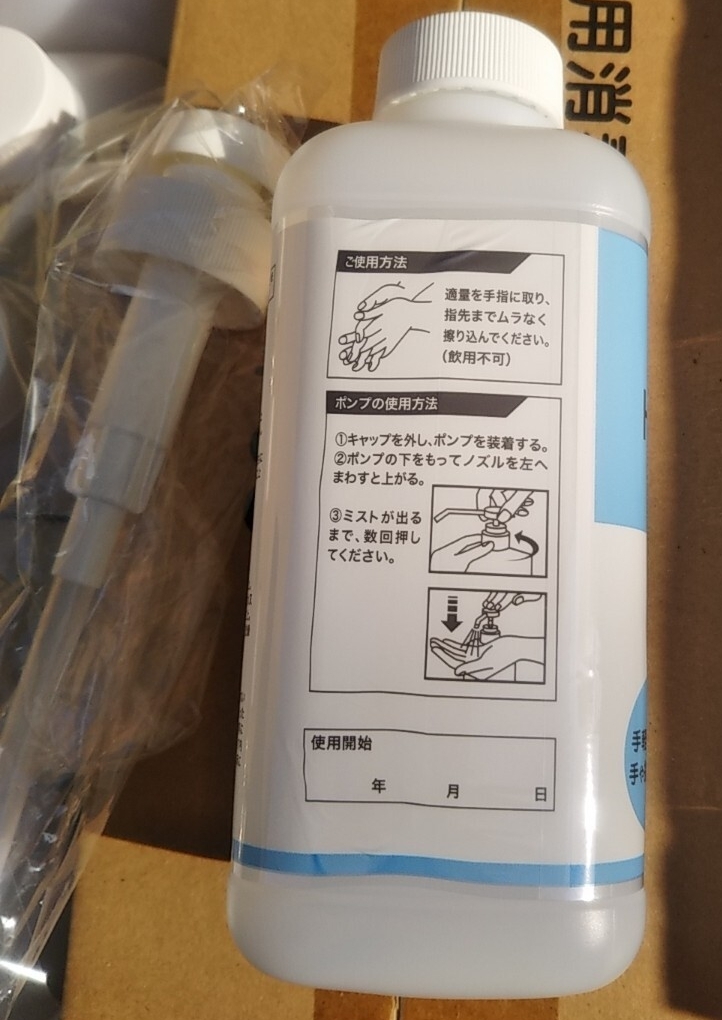 用消
ご使用方法
適量を手指に取り、
指先までムラなく
擦り込んでください。
(飲用不可)
ポンプの使用方法
①キャップを外し、ポンプを装着する。
②ポンプの下をもってノズルを左へ
まわすと上がる。
③ミストが出る
まで、数回押し
てください。
使用開始
年 月 日
手
手や